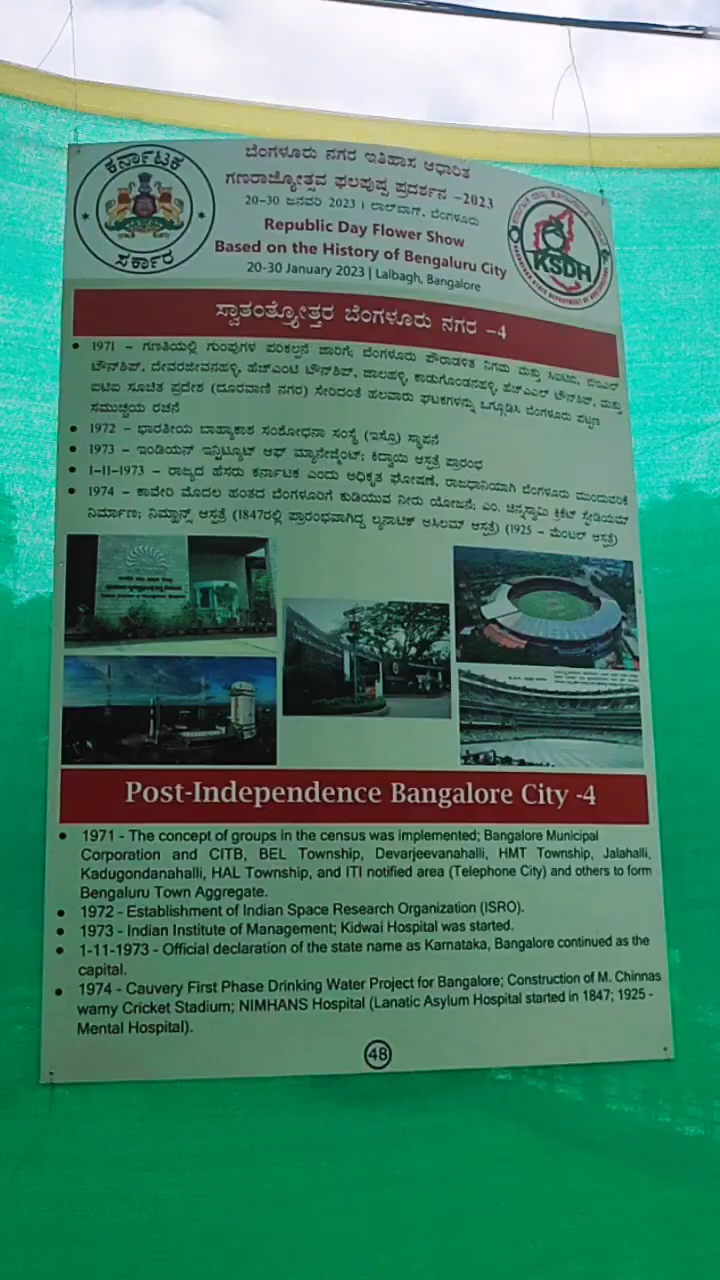 ಕರ್ನಾಟಕ
ಸರ್ಕಾರ
ಬೆಂಗಳೂರು ನಗರ ಇತಿಹಾಸ ಆಧಾರಿತ
ಗಣರಾಜ್ಯೋತ್ಸವ ಫಲಪುಷ್ಪ ಪ್ರದರ್ಶನ -2023
20-30 ಜನವರಿ 2023 | ಲಾಲ್‌ಬಾಗ್, ಬೆಂಗಳೂರು
Republic Day Flower Show
Based on the History of Bengaluru City
20-30 January 2023 | Lalbagh, Bangalore
KSDH
ಸ್ವಾತಂತ್ರ್ಯೋತ್ತರ ಬೆಂಗಳೂರು ನಗರ -4
• 1971 - ಗಣತಿಯಲ್ಲಿ ಗುಂಪುಗಳ ಪರಿಕಲ್ಪನೆ ಜಾರಿಗೆ; ಬೆಂಗಳೂರು ಪೌರಾಡಳಿತ ನಿಗಮ ಮತ್ತು ಸಿಐಟಿಬಿ, ಬಿಇಎಲ್
ಟೌನ್‌ಶಿಪ್, ದೇವರಜೀವನಹಳ್ಳಿ, ಹೆಚ್‌ಎಂಟಿ ಟೌನ್‌ಶಿಪ್, ಜಾಲಹಳ್ಳಿ, ಕಾಡುಗೊಂಡನಹಳ್ಳಿ, ಹೆಚ್‌ಎಎಲ್ ಟೌನ್‌ಶಿಪ್, ಮತ್ತು
ಐಟಿಐ ಸೂಚಿತ ಪ್ರದೇಶ (ದೂರವಾಣಿ ನಗರ) ಸೇರಿದಂತೆ ಹಲವಾರು ಘಟಕಗಳನ್ನು ಒಗ್ಗೂಡಿಸಿ ಬೆಂಗಳೂರು ಪಟ್ಟಣ
ಸಮುಚ್ಚಯ ರಚನೆ
• 1972 - ಭಾರತೀಯ ಬಾಹ್ಯಾಕಾಶ ಸಂಶೋಧನಾ ಸಂಸ್ಥೆ (ಇಸ್ರೊ) ಸ್ಥಾಪನೆ
• 1973 - ಇಂಡಿಯನ್ ಇನ್ಸಿಟ್ಯೂಟ್ ಆಫ್ ಮ್ಯಾನೇಜ್ಮೆಂಟ್; ಕಿದ್ವಾಯಿ ಆಸ್ಪತ್ರೆ ಪ್ರಾರಂಭ
• 1-11-1973 - ರಾಜ್ಯದ ಹೆಸರು ಕರ್ನಾಟಕ ಎಂದು ಅಧಿಕೃತ ಘೋಷಣೆ, ರಾಜಧಾನಿಯಾಗಿ ಬೆಂಗಳೂರು ಮುಂದುವರಿಕೆ
• 1974 - ಕಾವೇರಿ ಮೊದಲ ಹಂತದ ಬೆಂಗಳೂರಿಗೆ ಕುಡಿಯುವ ನೀರು ಯೋಜನೆ; ಎಂ. ಚಿನ್ನಸ್ವಾಮಿ ಕ್ರಿಕೆಟ್ ಸ್ಟೇಡಿಯಮ್
ನಿರ್ಮಾಣ; ನಿಮ್ಹಾನ್ಸ್ ಆಸ್ಪತ್ರೆ (1847ರಲ್ಲಿ ಪ್ರಾರಂಭವಾಗಿದ್ದ ಲ್ಯುನಾಟಿಕ್ ಅಸಿಲಮ್ ಆಸ್ಪತ್ರೆ) (1925 - ಮೆಂಟಲ್ ಆಸ್ಪತ್ರೆ)
Post-Independence Bangalore City -4
• 1971 - The concept of groups in the census was implemented; Bangalore Municipal
Corporation and CITB, BEL Township, Devarjeevanahalli, HMT Township, Jalahalli,
Kadugondanahalli, HAL Township, and ITI notified area (Telephone City) and others to form
Bengaluru Town Aggregate.
• 1972 - Establishment of Indian Space Research Organization (ISRO).
• 1973 - Indian Institute of Management; Kidwai Hospital was started.
• 1-11-1973 - Official declaration of the state name as Karnataka, Bangalore continued as the
capital.
• 1974 - Cauvery First Phase Drinking Water Project for Bangalore; Construction of M. Chinnas
wamy Cricket Stadium; NIMHANS Hospital (Lanatic Asylum Hospital started in 1847; 1925 -
Mental Hospital).
48